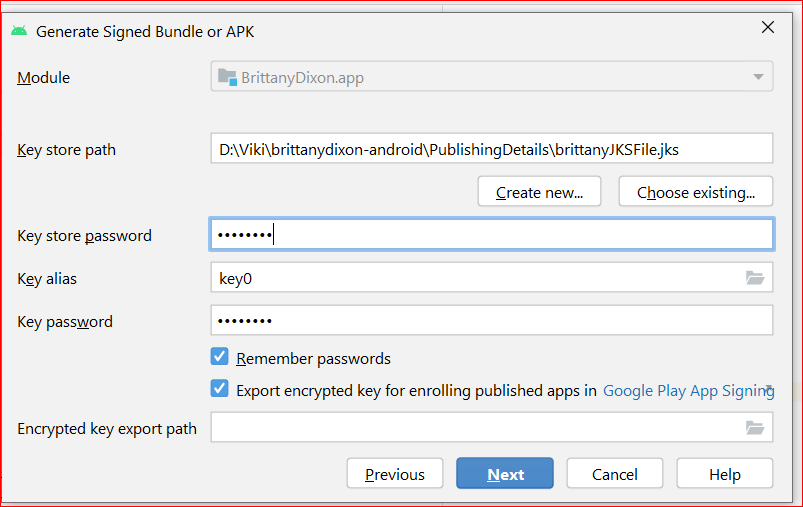 Generate Signed Bundle or APK
Module
BrittanyDixon.app
Key store path
D:\Viki\brittanydixon-android\PublishingDetails\brittanyJKSFile.jks
Create new...
Choose existing...
Key store password
••••••••
Key alias
key0
Key password
••••••••
Remember passwords
Export encrypted key for enrolling published apps in Google Play App Signing
Encrypted key export path
Previous
Next
Cancel
Help